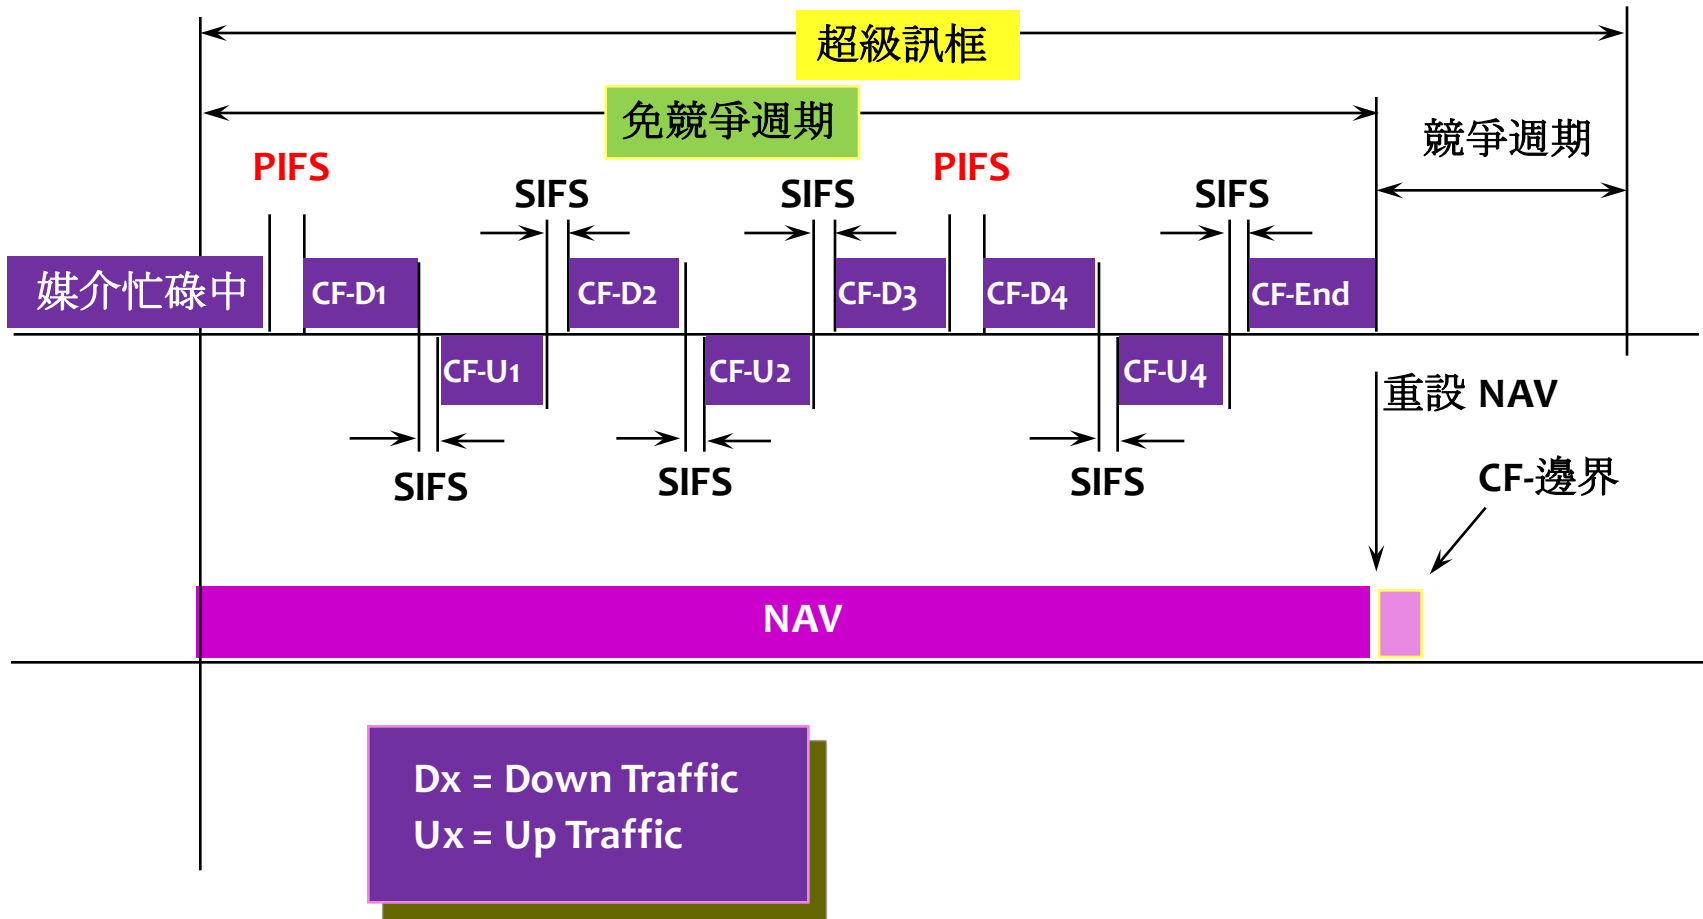 超級訊框
免競爭週期
競爭週期
PIFS
SIFS
SIFS
PIFS
SIFS
媒介忙碌中
CF-D1
CF-D2
CF-D3
CF-D4
CF-End
CF-U1
CF-U2
CF-U4
重設 NAV
SIFS
SIFS
SIFS
CF-邊界
NAV
Dx = Down Traffic
Ux = Up Traffic